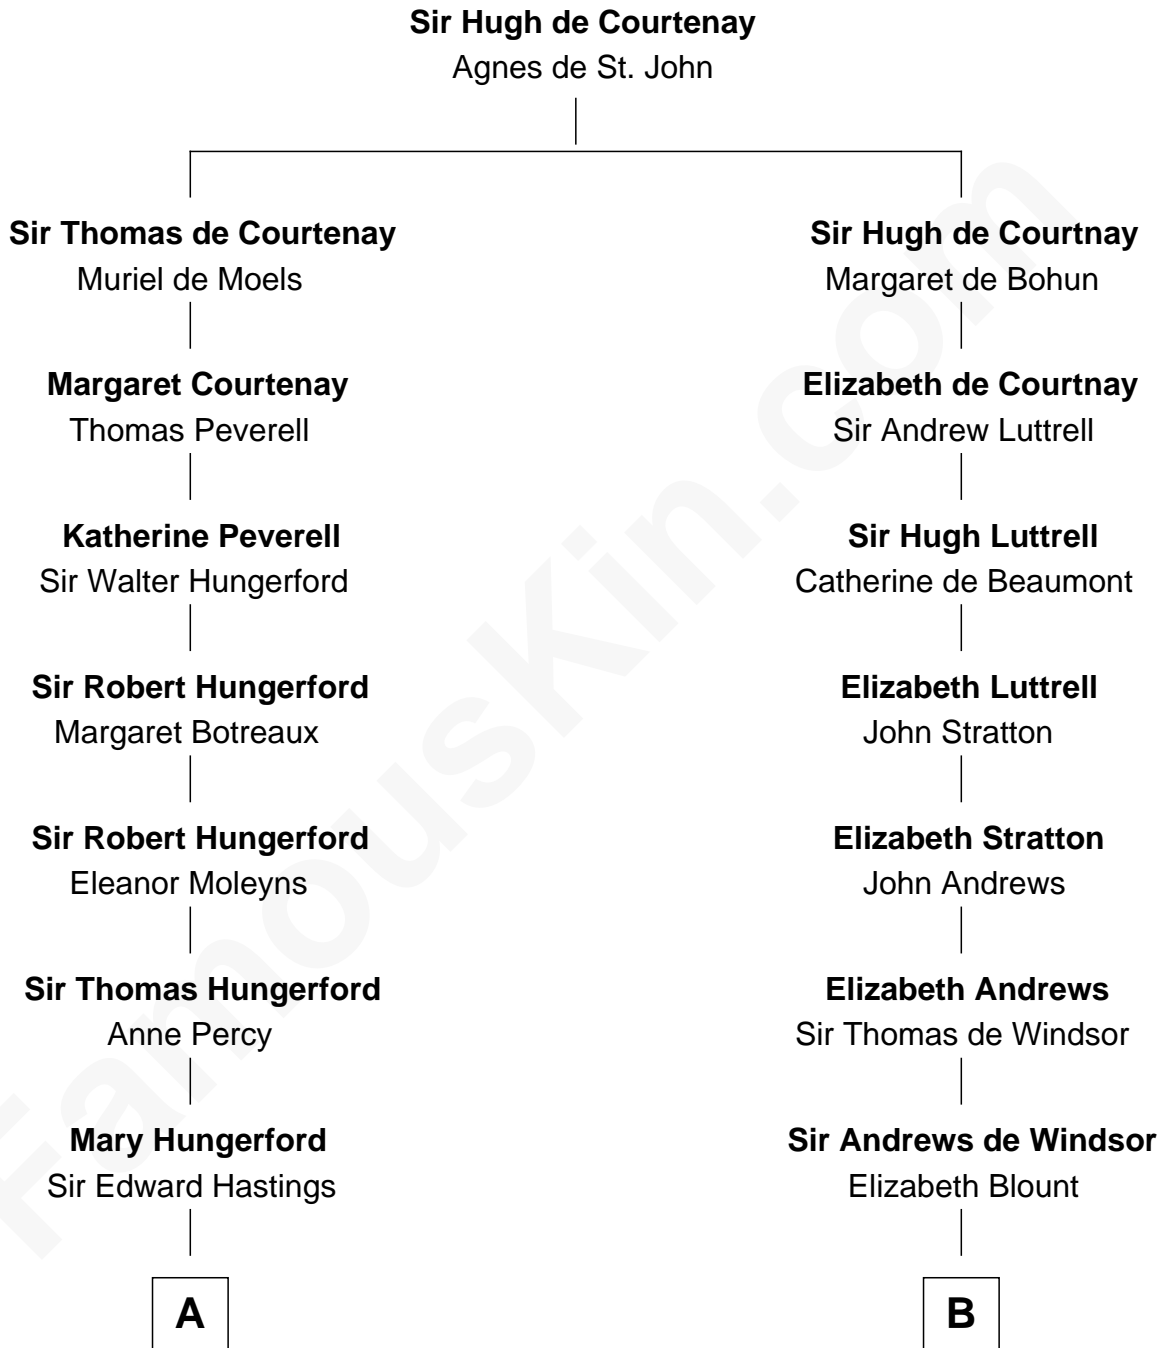 Sir Hugh de Courtenay
Agnes de St. John
Sir Thomas de Courtenay
Muriel de Moels
Sir Hugh de Courtnay
Margaret de Bohun
Margaret Courtenay
Thomas Peverell
Elizabeth de Courtnay
Sir Andrew Luttrell
Katherine Peverell
Sir Walter Hungerford
Sir Hugh Luttrell
Catherine de Beaumont
Sir Robert Hungerford
Margaret Botreaux
Elizabeth Luttrell
John Stratton
Sir Robert Hungerford
Eleanor Moleyns
Elizabeth Stratton
John Andrews
Sir Thomas Hungerford
Anne Percy
Elizabeth Andrews
Sir Thomas de Windsor
Mary Hungerford
Sir Edward Hastings
Sir Andrews de Windsor
Elizabeth Blount
A
B
FamousKin.com